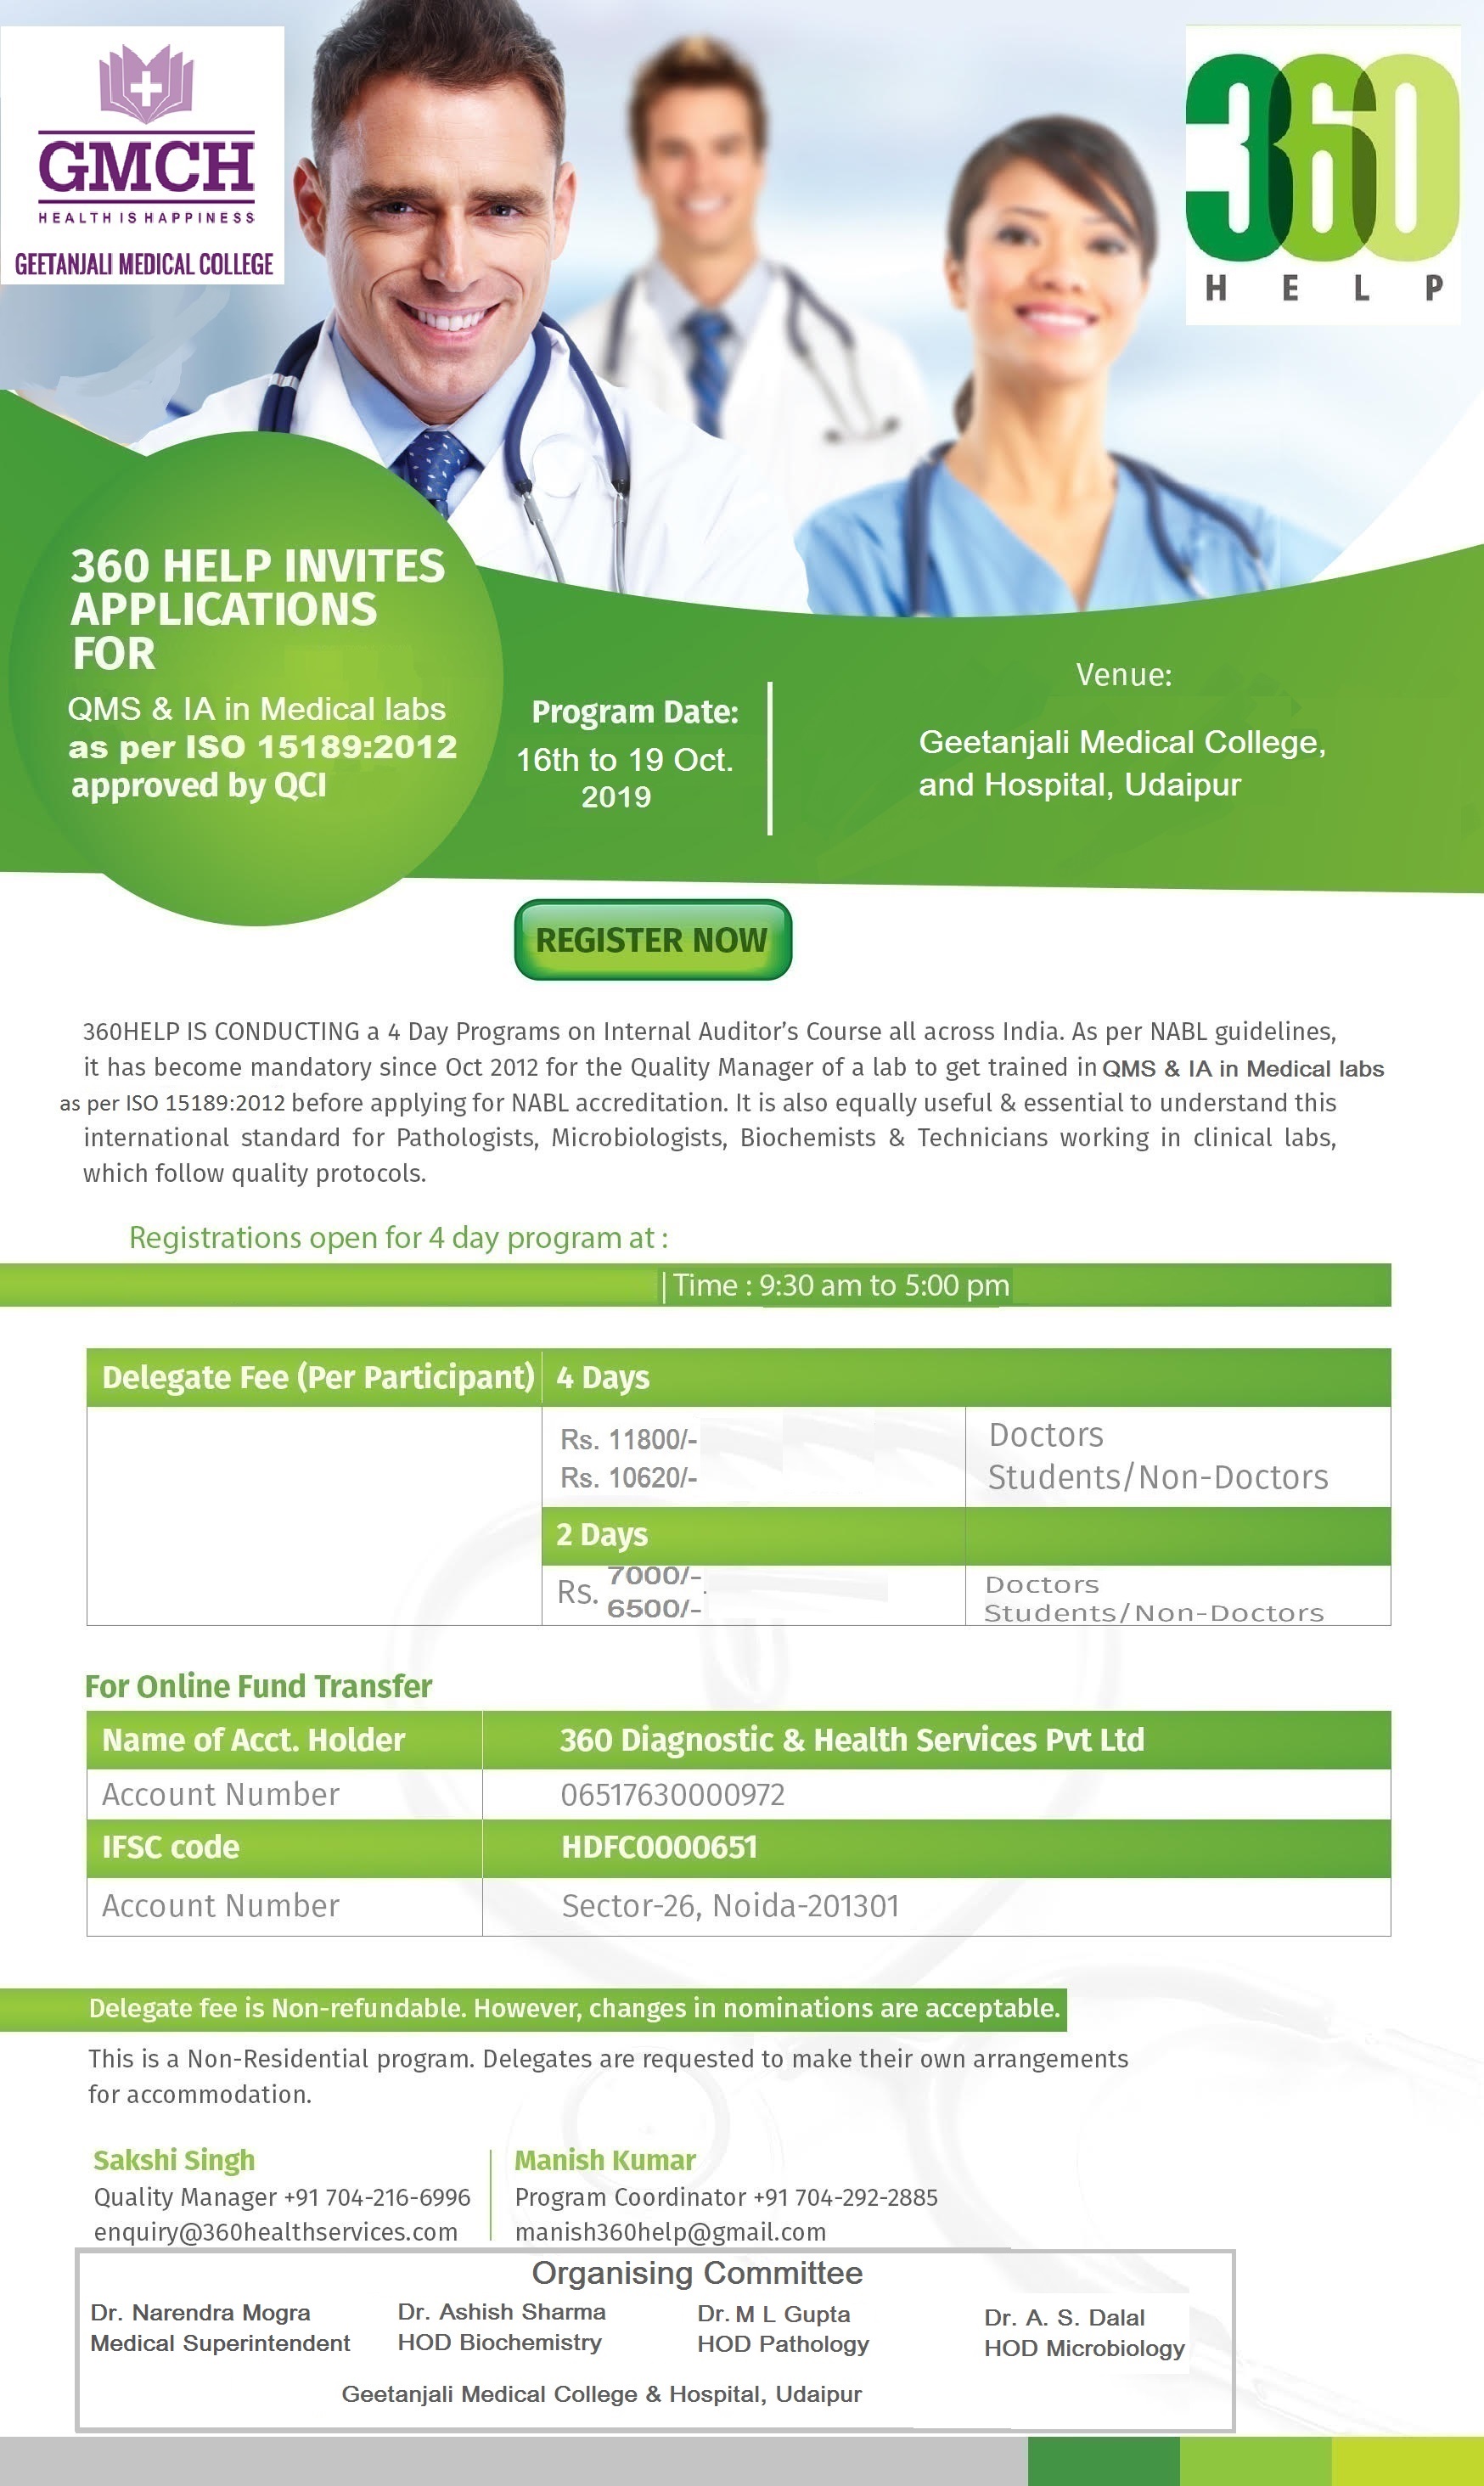 GMCH
HEALTH IS HAPPINESS
GEETANJALI MEDICAL COLLEGE
360
HELP
360 HELP INVITES
APPLICATIONS
FOR
QMS & IA in Medical labs
as per ISO 15189:2012
approved by QCI
Program Date:
16th to 19 Oct.
2019
Venue:
Geetanjali Medical College,
and Hospital, Udaipur
REGISTER NOW
360HELP IS CONDUCTING a 4 Day Programs on Internal Auditor's Course all across India. As per NABL guidelines,
it has become mandatory since Oct 2012 for the Quality Manager of a lab to get trained in QMS & IA in Medical labs
as per ISO 15189:2012 before applying for NABL accreditation. It is also equally useful & essential to understand this
international standard for Pathologists, Microbiologists, Biochemists & Technicians working in clinical labs,
which follow quality protocols.
Registrations open for 4 day program at :
| Time : 9:30 am to 5:00 pm
Delegate Fee (Per Participant) 4 Days
Rs. 11800/- Doctors
Rs. 10620/- Students/Non-Doctors
2 Days
Rs. 7000/- Doctors
6500/- Students/Non-Doctors
For Online Fund Transfer
Name of Acct. Holder 360 Diagnostic & Health Services Pvt Ltd
Account Number 06517630000972
IFSC code HDFC0000651
Account Number Sector-26, Noida-201301
Delegate fee is Non-refundable. However, changes in nominations are acceptable.
This is a Non-Residential program. Delegates are requested to make their own arrangements
for accommodation.
Sakshi Singh
Quality Manager +91 704-216-6996
enquiry@360healthservices.com
Manish Kumar
Program Coordinator +91 704-292-2885
manish360help@gmail.com
Organising Committee
Dr. Narendra Mogra
Medical Superintendent
Dr. Ashish Sharma
HOD Biochemistry
Dr. M L Gupta
HOD Pathology
Dr. A. S. Dalal
HOD Microbiology
Geetanjali Medical College & Hospital, Udaipur